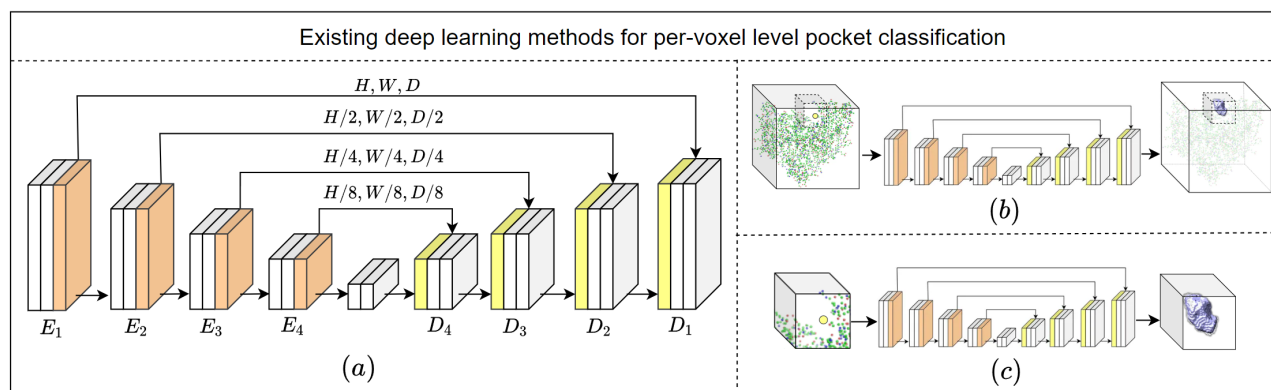 Existing deep learning methods for per-voxel level pocket classification
H, W, D
H/2, W/2, D/2
H/4, W/4, D/4
H/8, W/8, D/8
E₁ E₂ E₃ E₄ D₄ D₃ D₂ D₁
(a)
(b)
(c)